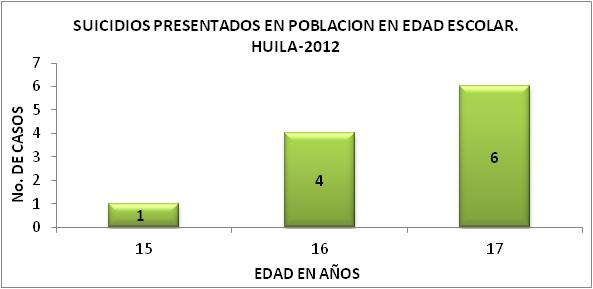 SUICIDIOS PRESENTADOS EN POBLACION EN EDAD ESCOLAR.
HUILA-2012
No. DE CASOS
7
6
5
4
3
2
1
0
1
4
6
15 16 17
EDAD EN AÑOS